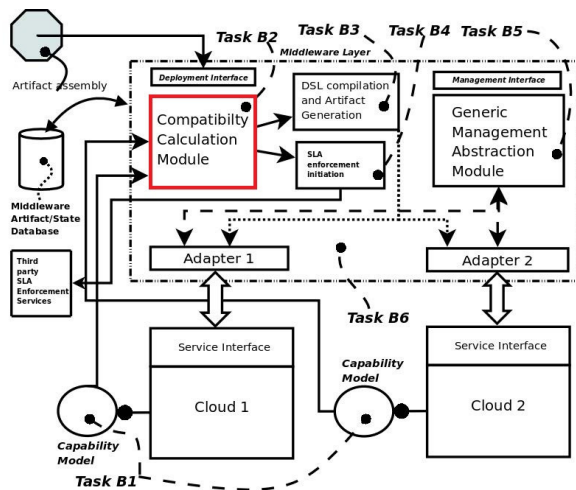 Task B2
Task B3
Task B4
Task B5
Middleware Layer
Artifact assembly
Deployment Interface
Management Interface
Compatibilty
Calculation
Module
DSL compilation
and Artifact
Generation
Generic
Management
Abstraction
Module
SLA
enforcement
initiation
Middleware
Artifact/State
Database
Third
party
SLA
Enforcement
Services
Adapter 1
Adapter 2
Task B6
Service Interface
Cloud 1
Capability
Model
Service Interface
Cloud 2
Capability
Model
Task B1